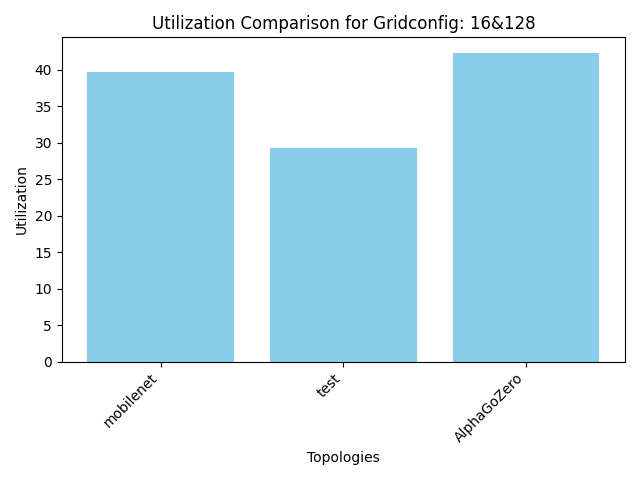 Utilization Comparison for Gridconfig: 16&128
Utilization
40
35
30
25
20
15
10
5
0
mobilenet
test
AlphaGoZero
Topologies